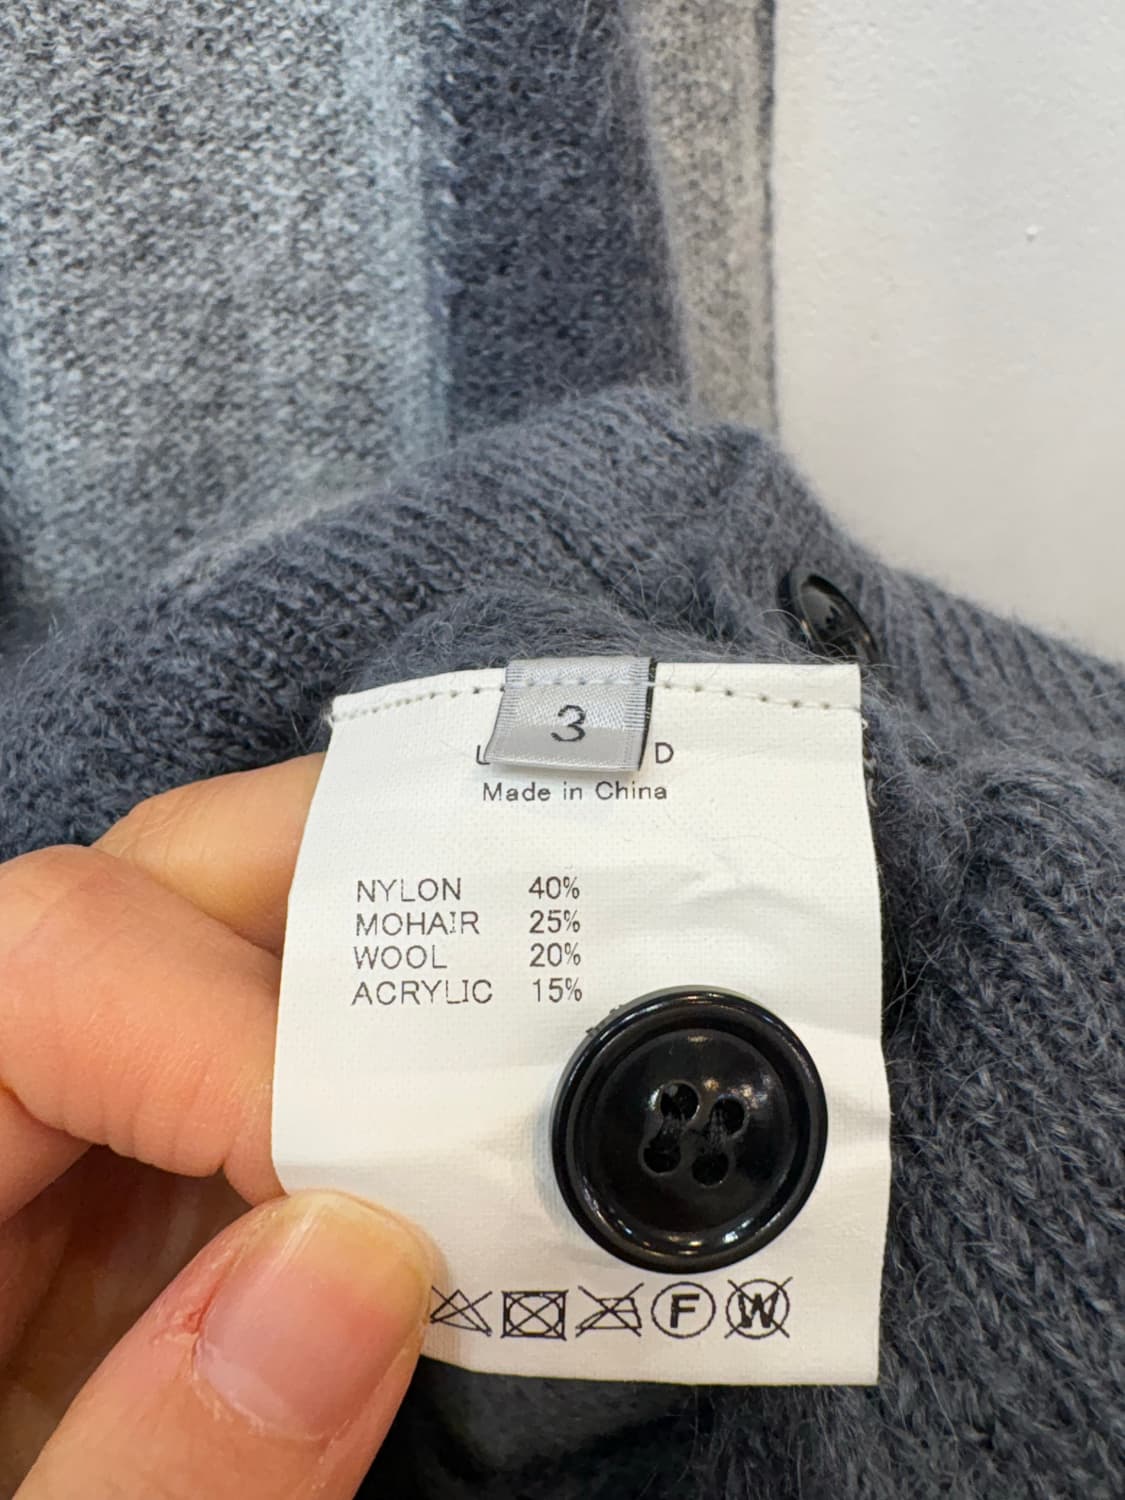 3
Made in China
NYLON 40%
MOHAIR 25%
WOOL 20%
ACRYLIC 15%
F W